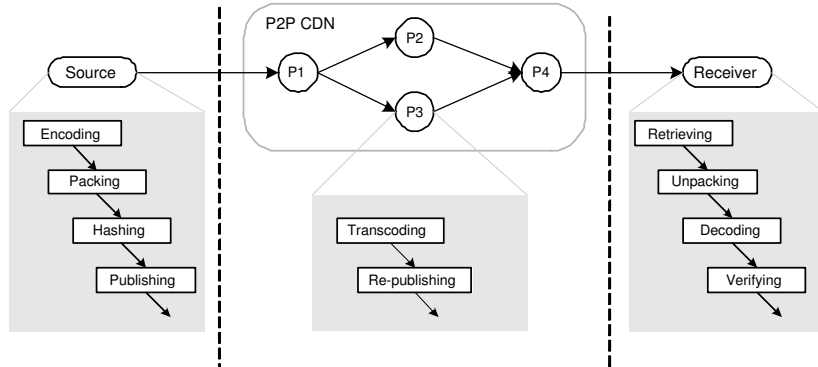 P2P CDN
Source
P1
P2
P3
P4
Receiver
Encoding
Packing
Hashing
Publishing
Transcoding
Re-publishing
Retrieving
Unpacking
Decoding
Verifying